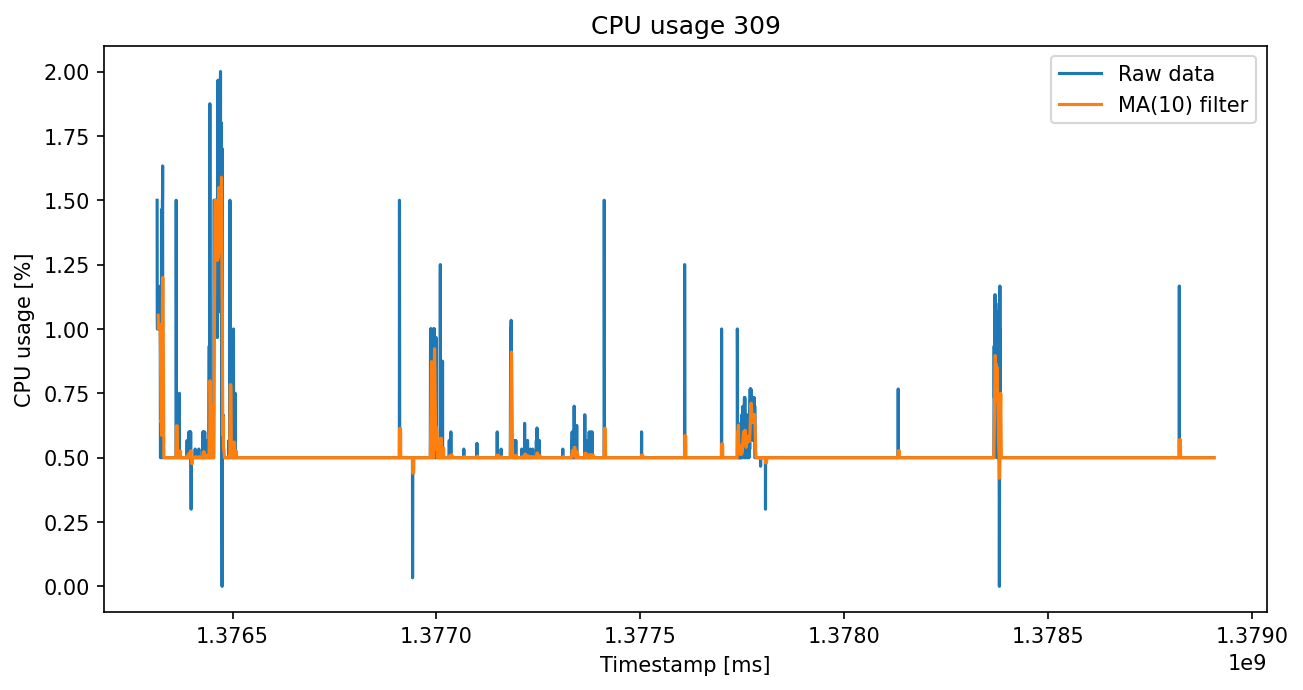 CPU usage 309
Raw data
MA(10) filter
CPU usage [%]
2.00
1.75
1.50
1.25
1.00
0.75
0.50
0.25
0.00
1.3765 1.3770 1.3775 1.3780 1.3785 1.3790
1e9
Timestamp [ms]